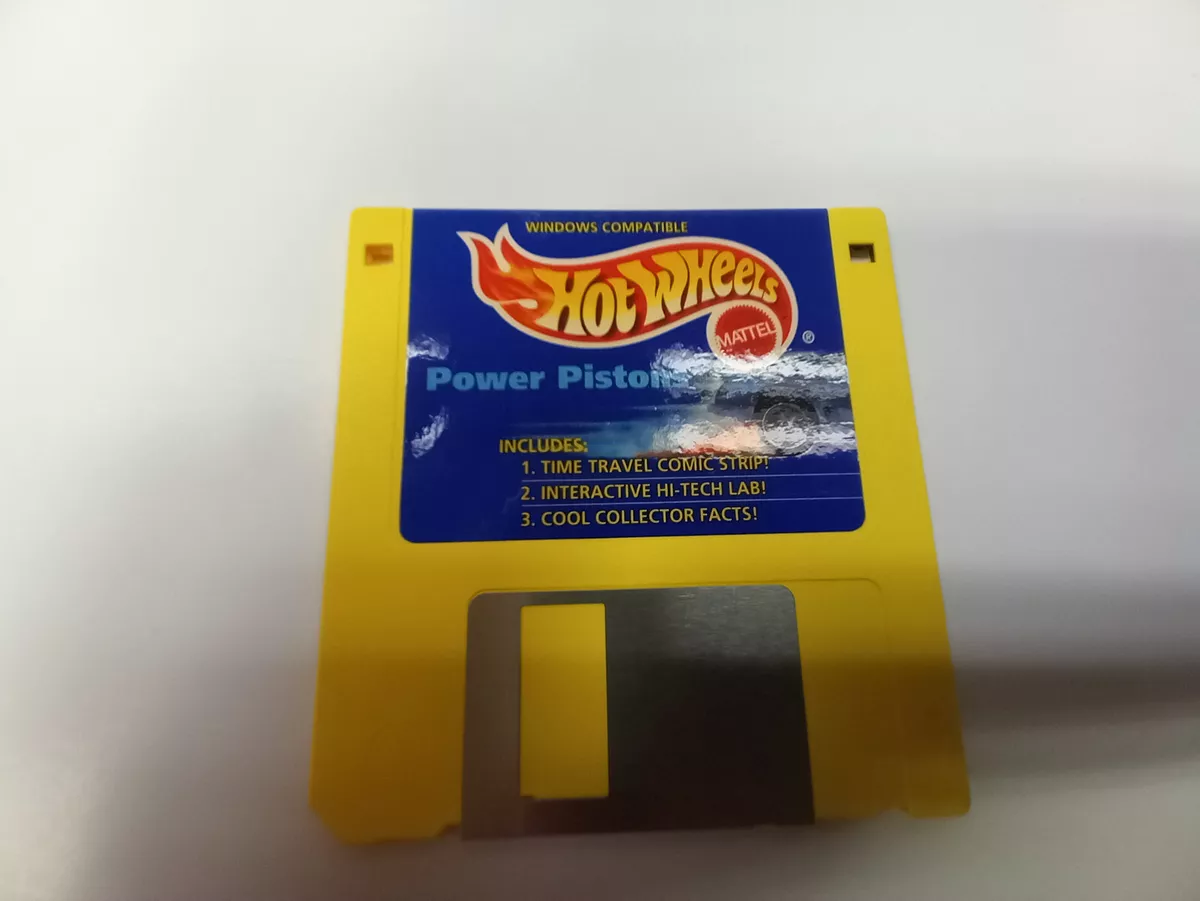 WINDOWS COMPATIBLE
HOT WHEELS
MATTEL
®
Power Pistons
INCLUDES:
1. TIME TRAVEL COMIC STRIP!
2. INTERACTIVE HI-TECH LAB!
3. COOL COLLECTOR FACTS!